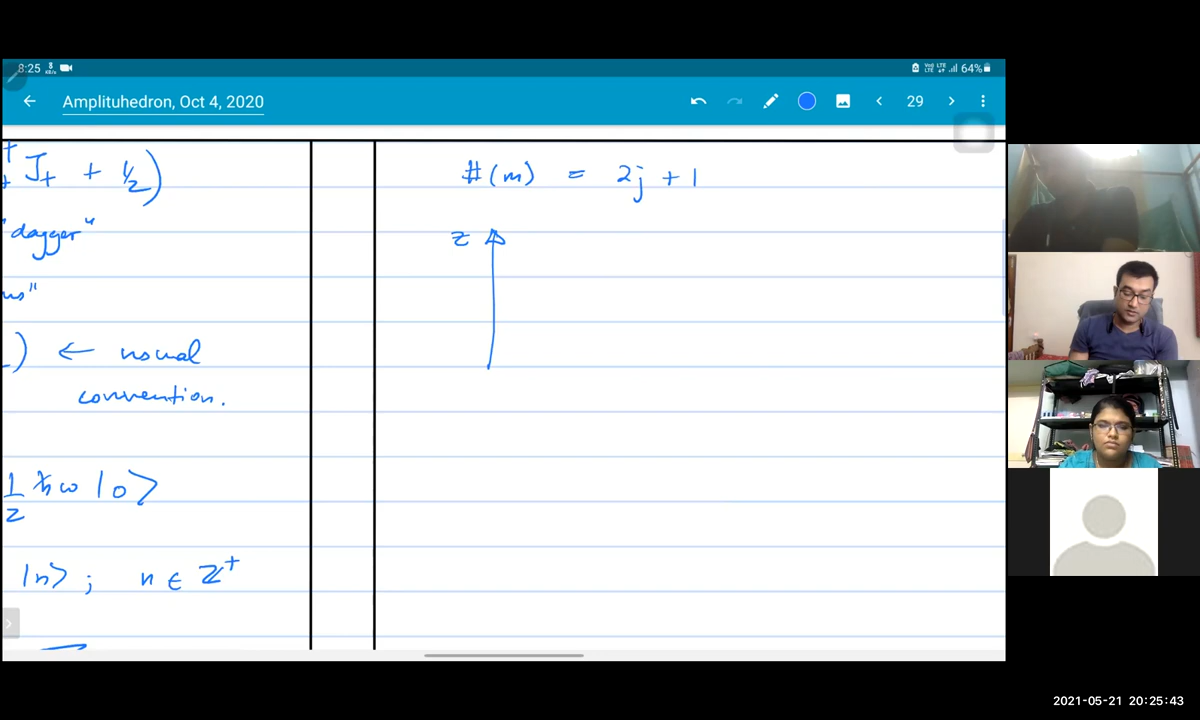 8:25 64%
Amplituhedron, Oct 4, 2020 29
J₊ + ½)
"dagger"
) ← usual
convention.
½ ħω |0⟩
|n⟩ ; n ∈ ℤ⁺
#(m) = 2j + 1
z
2021-05-21 20:25:43